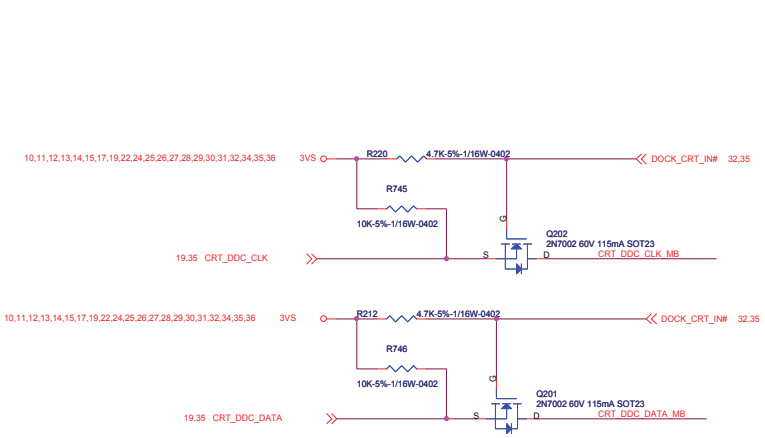 R220 4.7K-5%-1/16W-0402
10,11,12,13,14,15,17,19,22,24,25,26,27,28,29,30,31,32,34,35,36 3VS DOCK_CRT_IN# 32,35
R745
G
10K-5%-1/16W-0402
Q202
2N7002 60V 115mA SOT23
19,35 CRT_DDC_CLK S D CRT_DDC_CLK_MB
R212 4.7K-5%-1/16W-0402
10,11,12,13,14,15,17,19,22,24,25,26,27,28,29,30,31,32,34,35,36 3VS DOCK_CRT_IN# 32,35
R746
G
10K-5%-1/16W-0402
Q201
2N7002 60V 115mA SOT23
19,35 CRT_DDC_DATA S D CRT_DDC_DATA_MB